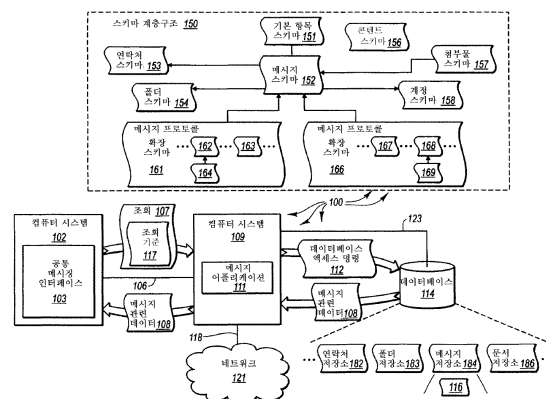 스키마 계층구조 150
기본 항목
스키마 151
콘텐트
스키마 156
연락처
스키마 153
메시지
스키마 152
첨부물
스키마 157
폴더
스키마 154
계정
스키마 158
메시지 프로토콜
확장
스키마
161
162
163
164
메시지 프로토콜
확장
스키마
166
167
168
169
100
123
컴퓨터 시스템
102
공통
메시징
인터페이스
103
조회 107
조회
기준
117
106
메시지
관련
데이터 108
컴퓨터 시스템
109
메시지
어플리케이션
111
데이터베이스
액세스 명령
112
메시지
관련
데이터 108
데이터베이스
114
118
네트워크
121
연락처
저장소 182
폴더
저장소 183
메시지
저장소 184
문서
저장소 186
116